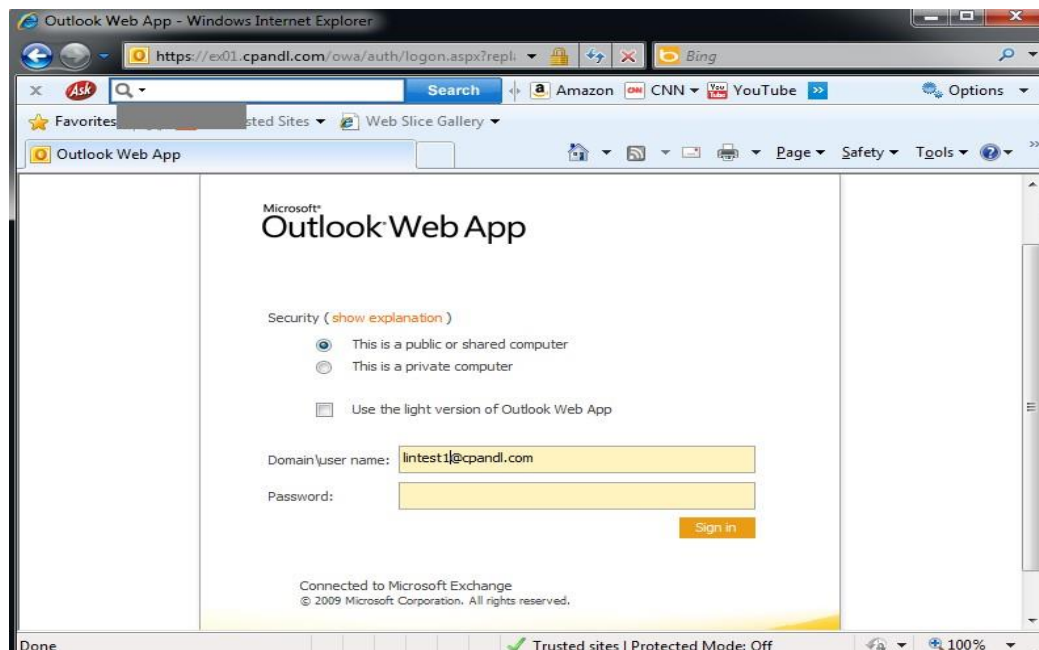 Outlook Web App - Windows Internet Explorer
https://ex01.cpandl.com/owa/auth/logon.aspx?repl Bing
x Ask Search Amazon CNN YouTube >> Options
Favorites sted Sites Web Slice Gallery
Outlook Web App Page Safety Tools >>
Microsoft®
Outlook Web App
Security ( show explanation )
This is a public or shared computer
This is a private computer
Use the light version of Outlook Web App
Domain\user name: lintest1@cpandl.com
Password:
Sign in
Connected to Microsoft Exchange
© 2009 Microsoft Corporation. All rights reserved.
Done Trusted sites | Protected Mode: Off 100%